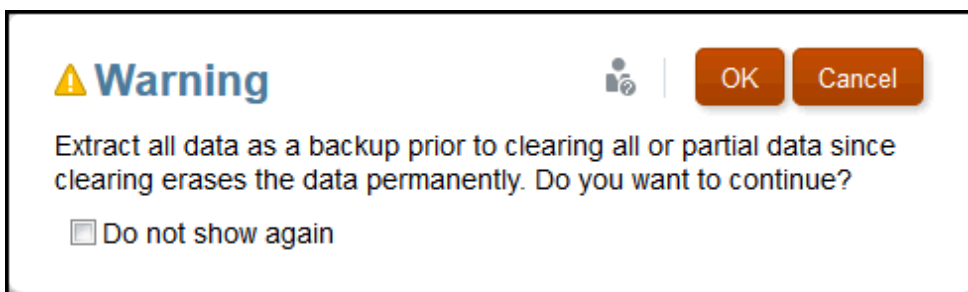 Warning
OK
Cancel
Extract all data as a backup prior to clearing all or partial data since
clearing erases the data permanently. Do you want to continue?
Do not show again